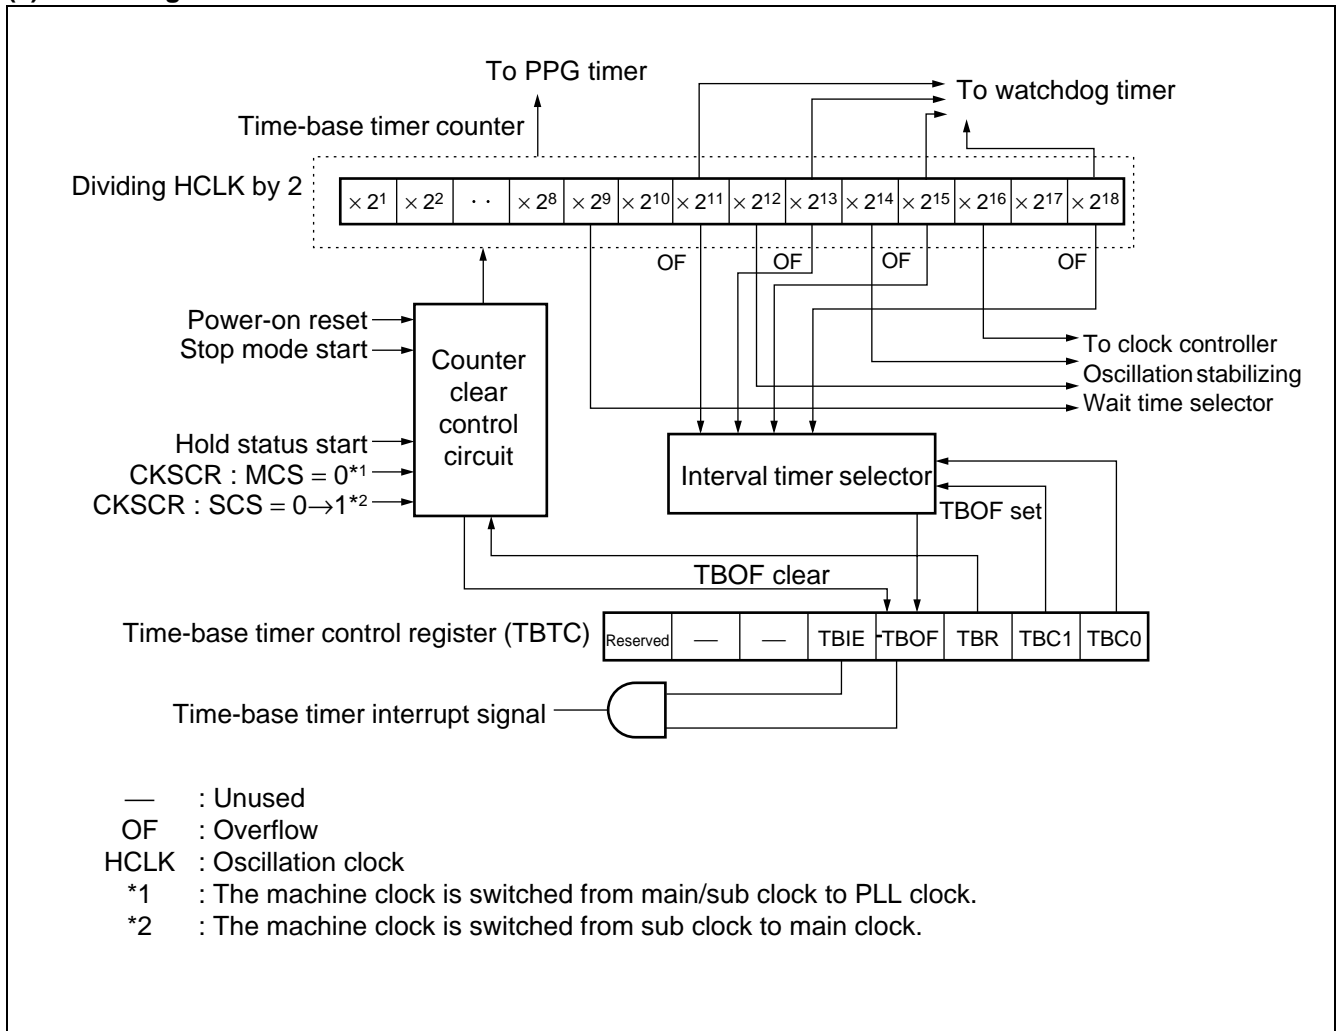 To PPG timer
To watchdog timer
Time-base timer counter
Dividing HCLK by 2
× 2¹ × 2² · · × 2⁸ × 2⁹ × 2¹⁰ × 2¹¹ × 2¹² × 2¹³ × 2¹⁴ × 2¹⁵ × 2¹⁶ × 2¹⁷ × 2¹⁸
OF OF OF OF
Power-on reset
Stop mode start
Counter
clear
control
circuit
Hold status start
CKSCR : MCS = 0*1
CKSCR : SCS = 0→1*2
To clock controller
Oscillation stabilizing
Wait time selector
Interval timer selector
TBOF set
TBOF clear
Time-base timer control register (TBTC)
Reserved — — TBIE TBOF TBR TBC1 TBC0
Time-base timer interrupt signal
— : Unused
OF : Overflow
HCLK : Oscillation clock
*1 : The machine clock is switched from main/sub clock to PLL clock.
*2 : The machine clock is switched from sub clock to main clock.